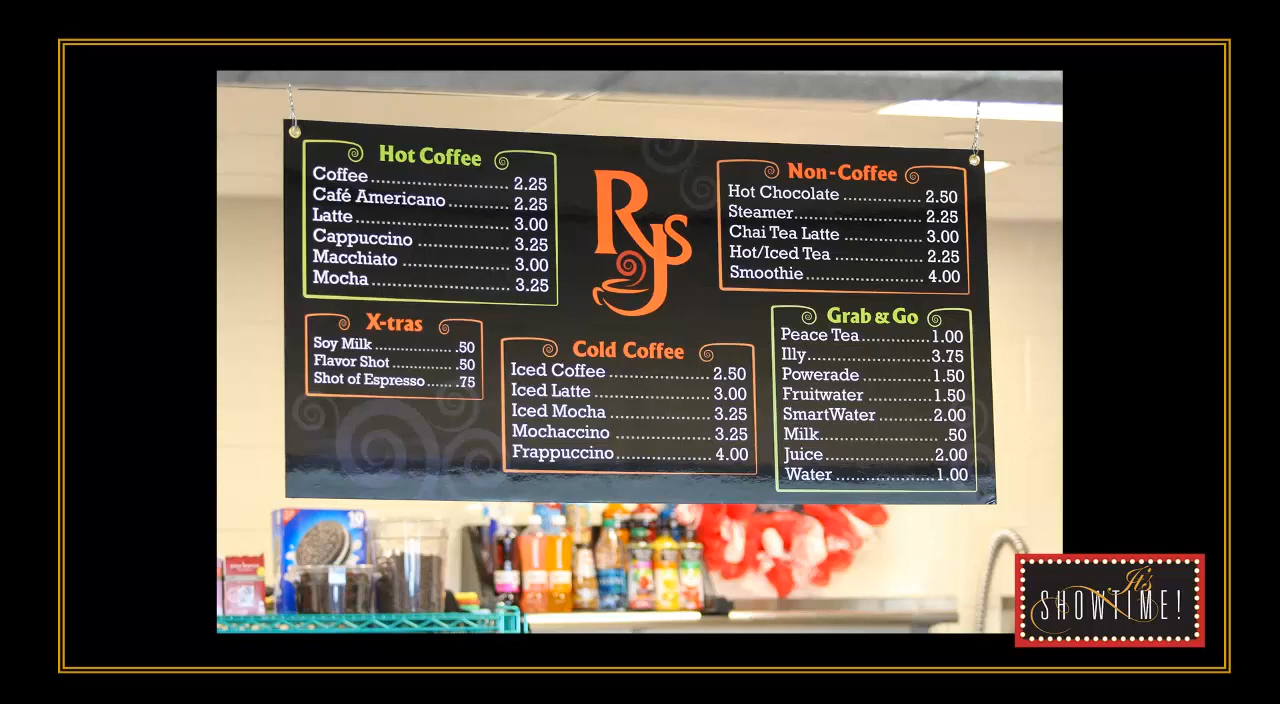 Hot Coffee
Coffee 2.25
Café Americano 2.25
Latte 3.00
Cappuccino 3.25
Macchiato 3.00
Mocha 3.25
X-tras
Soy Milk .50
Flavor Shot .50
Shot of Espresso .75
RJs
Cold Coffee
Iced Coffee 2.50
Iced Latte 3.00
Iced Mocha 3.25
Mochaccino 3.25
Frappuccino 4.00
Non-Coffee
Hot Chocolate 2.50
Steamer 2.25
Chai Tea Latte 3.00
Hot/Iced Tea 2.25
Smoothie 4.00
Grab & Go
Peace Tea 1.00
Illy 3.75
Powerade 1.50
Fruitwater 1.50
SmartWater 2.00
Milk .50
Juice 2.00
Water 1.00
It's
SHOWTIME!